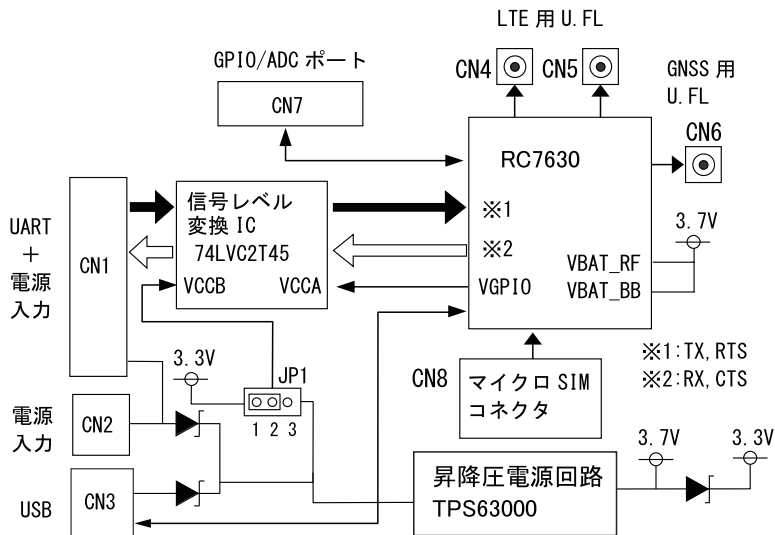 LTE 用 U.FL
GPIO/ADC ポート
CN4
CN5
GNSS 用
U.FL
CN7
CN6
RC7630
信号レベル
変換 IC
74LVC2T45
※1
※2
3.7V
UART
+
電源
入力
CN1
VCCB
VCCA
VGPIO
VBAT_RF
VBAT_BB
※1:TX,RTS
※2:RX,CTS
3.3V
JP1
1 2 3
CN8
マイクロ SIM
コネクタ
電源
入力
CN2
USB
CN3
昇降圧電源回路
TPS63000
3.7V
3.3V